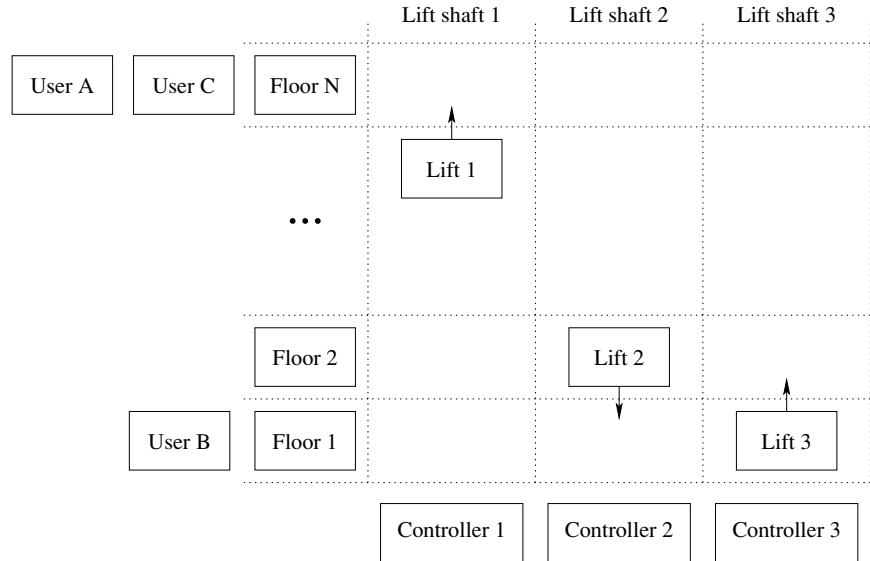 Lift shaft 1 Lift shaft 2 Lift shaft 3
User A User C Floor N
Lift 1
...
Floor 2 Lift 2
User B Floor 1 Lift 3
Controller 1 Controller 2 Controller 3